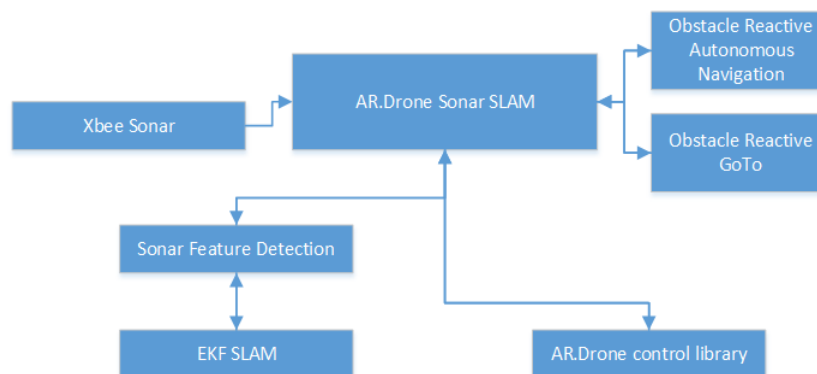 Obstacle Reactive
Autonomous
Navigation
AR.Drone Sonar SLAM
Xbee Sonar
Obstacle Reactive
GoTo
Sonar Feature Detection
EKF SLAM
AR.Drone control library